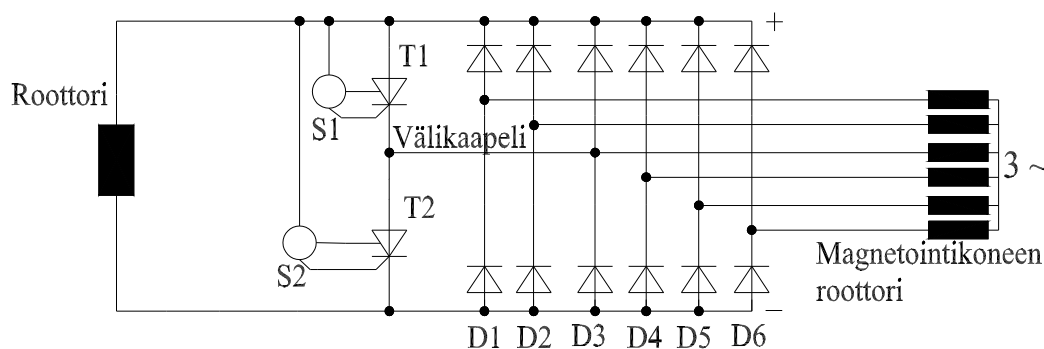 +
T1
Roottori
S1
Välikaapeli
3 ~
T2
S2
Magnetointikoneen
roottori
−
D1 D2 D3 D4 D5 D6